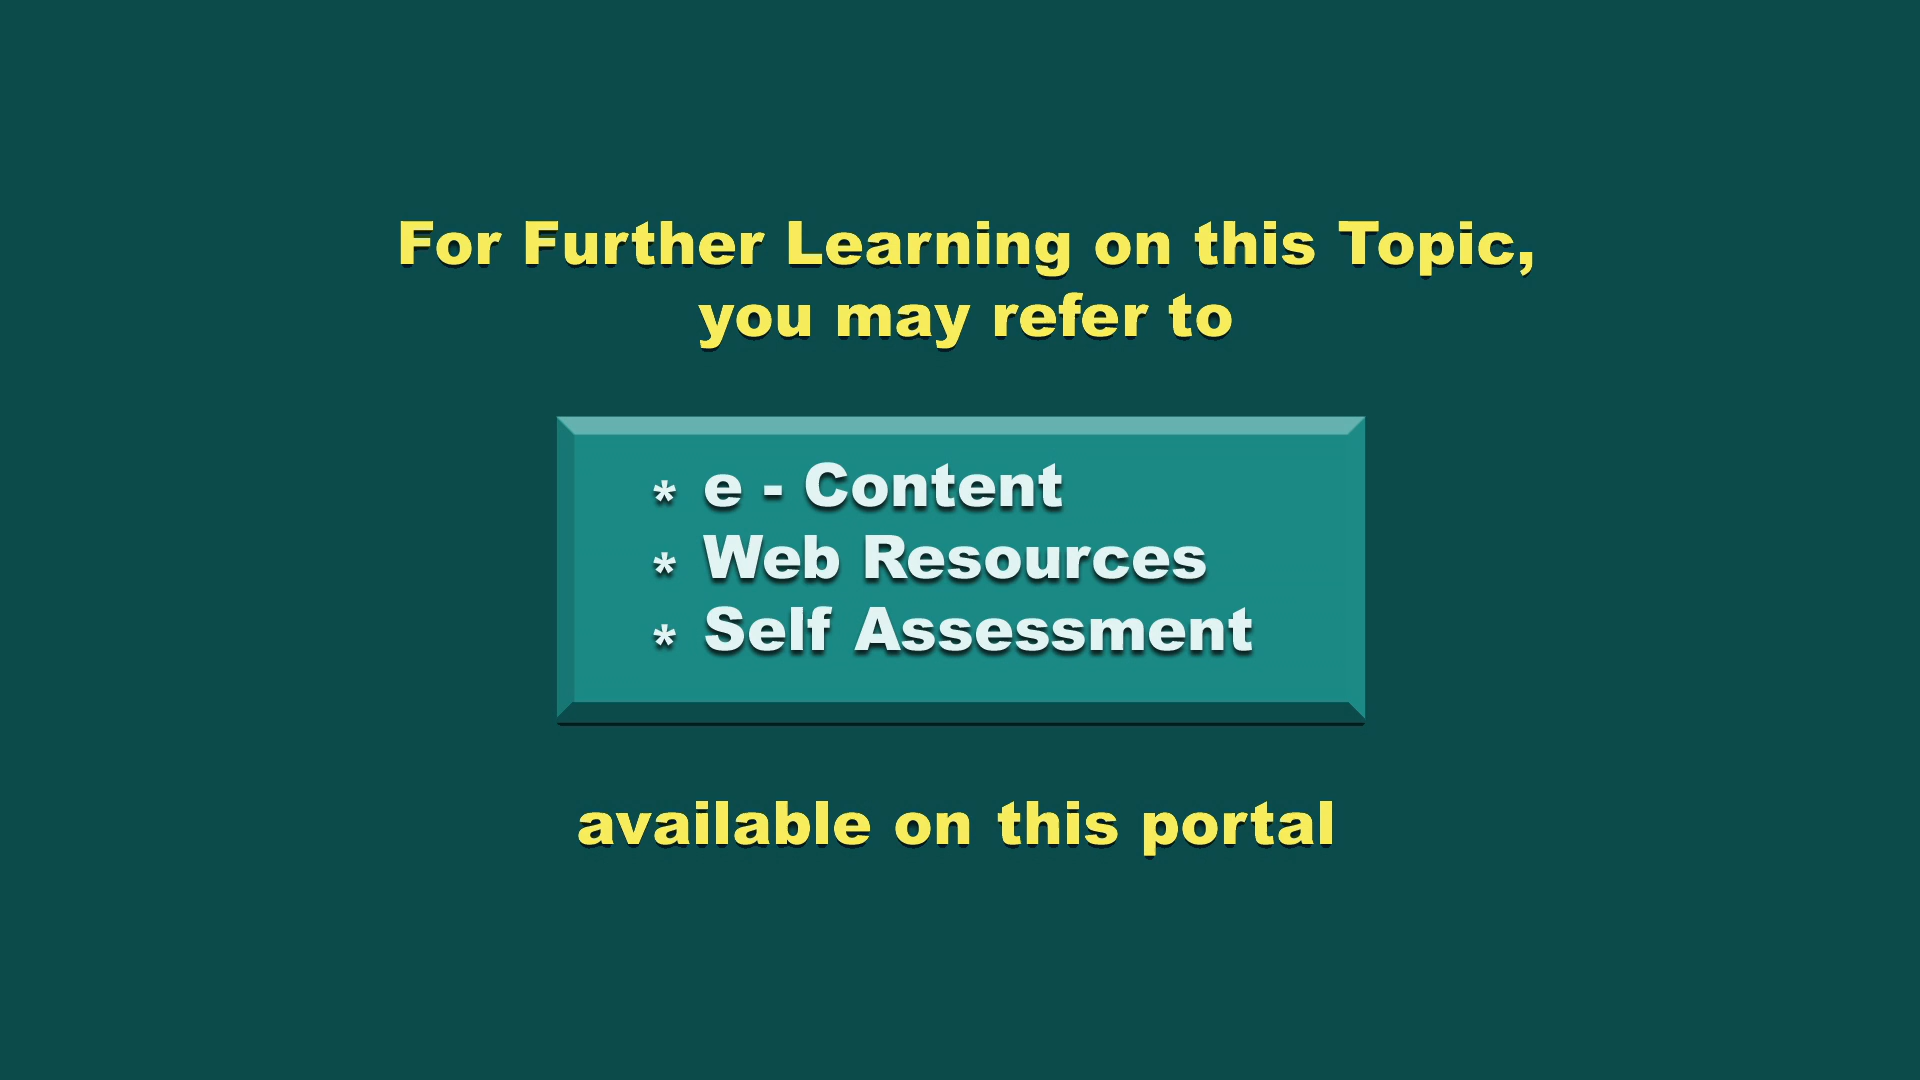 For Further Learning on this Topic,
you may refer to
* e - Content
* Web Resources
* Self Assessment
available on this portal